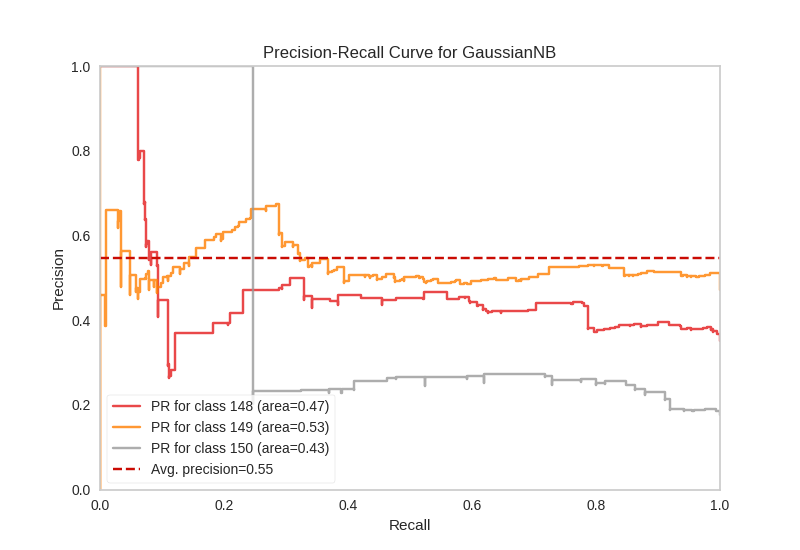 Precision-Recall Curve for GaussianNB
1.0
0.8
0.6
0.4
0.2
0.0
Precision
PR for class 148 (area=0.47)
PR for class 149 (area=0.53)
PR for class 150 (area=0.43)
Avg. precision=0.55
0.0 0.2 0.4 0.6 0.8 1.0
Recall